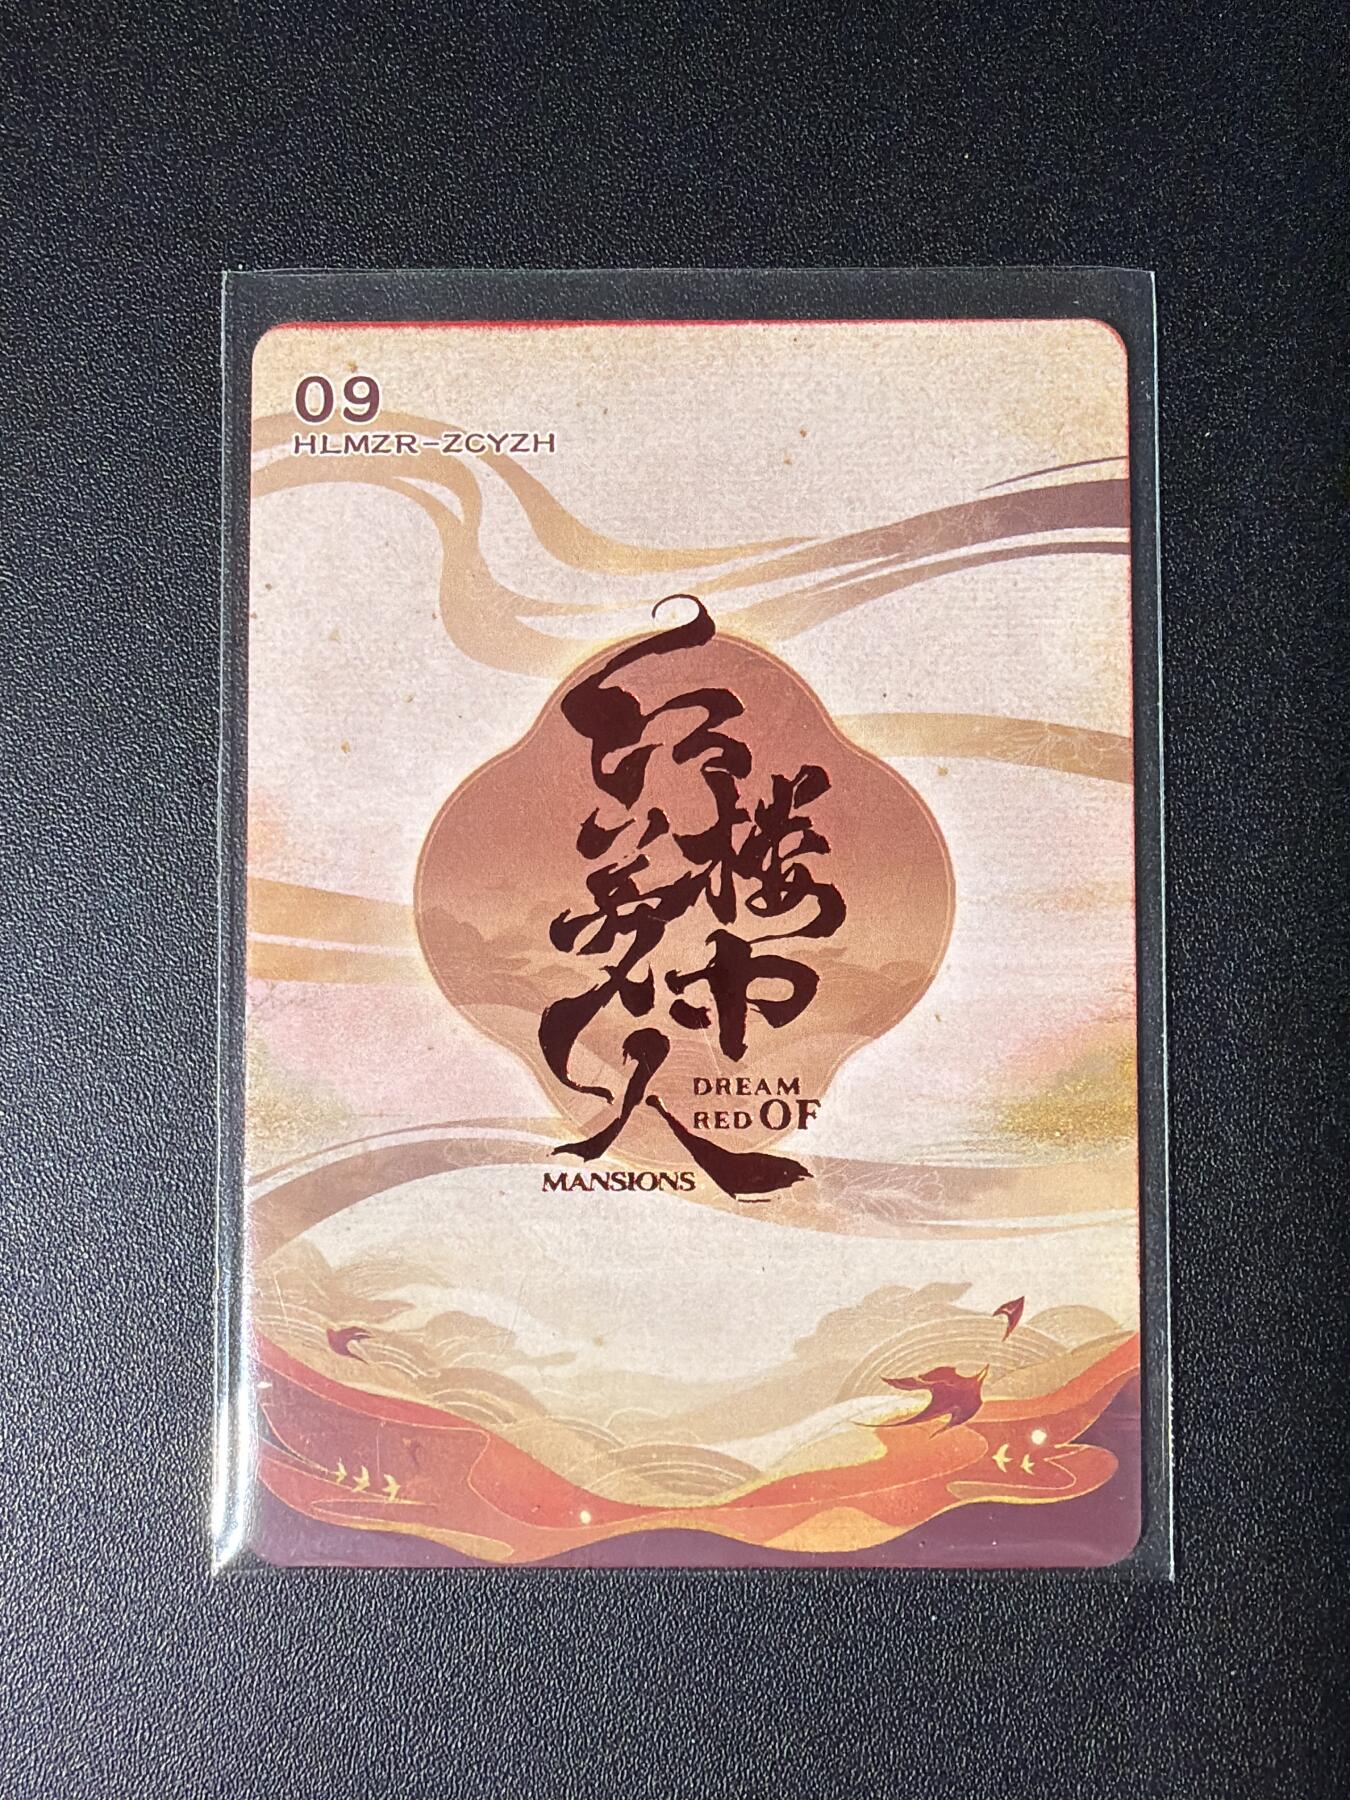 09
HLMZR-ZCYZH
红楼梦中人
DREAM
RED OF
MANSIONS